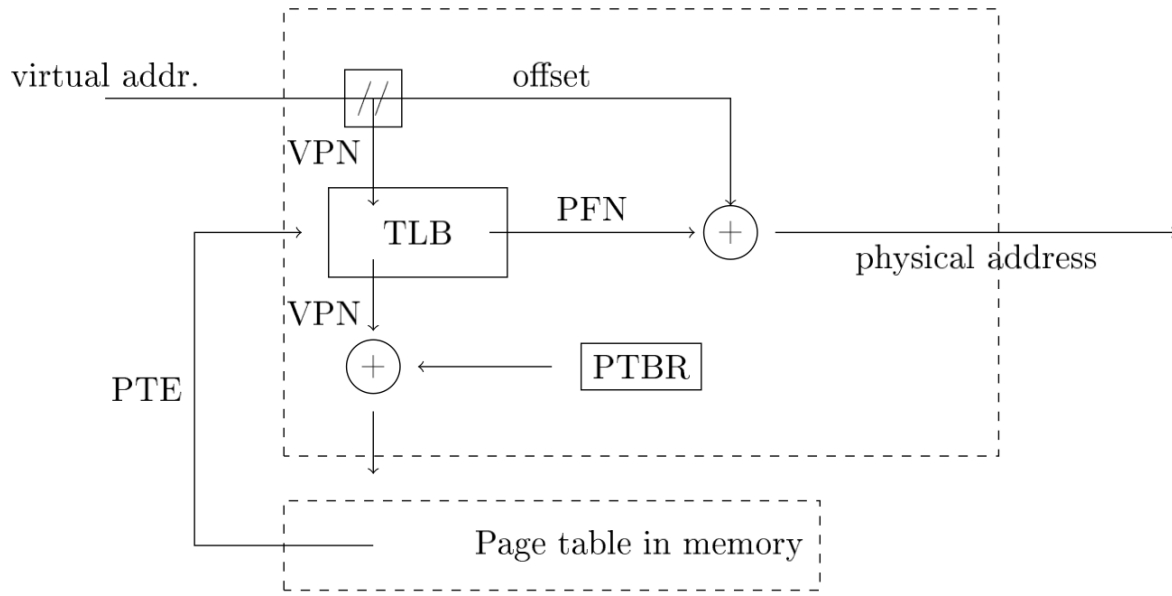 virtual addr.
offset
//
VPN
TLB
PFN
+
physical address
VPN
+
PTBR
PTE
Page table in memory